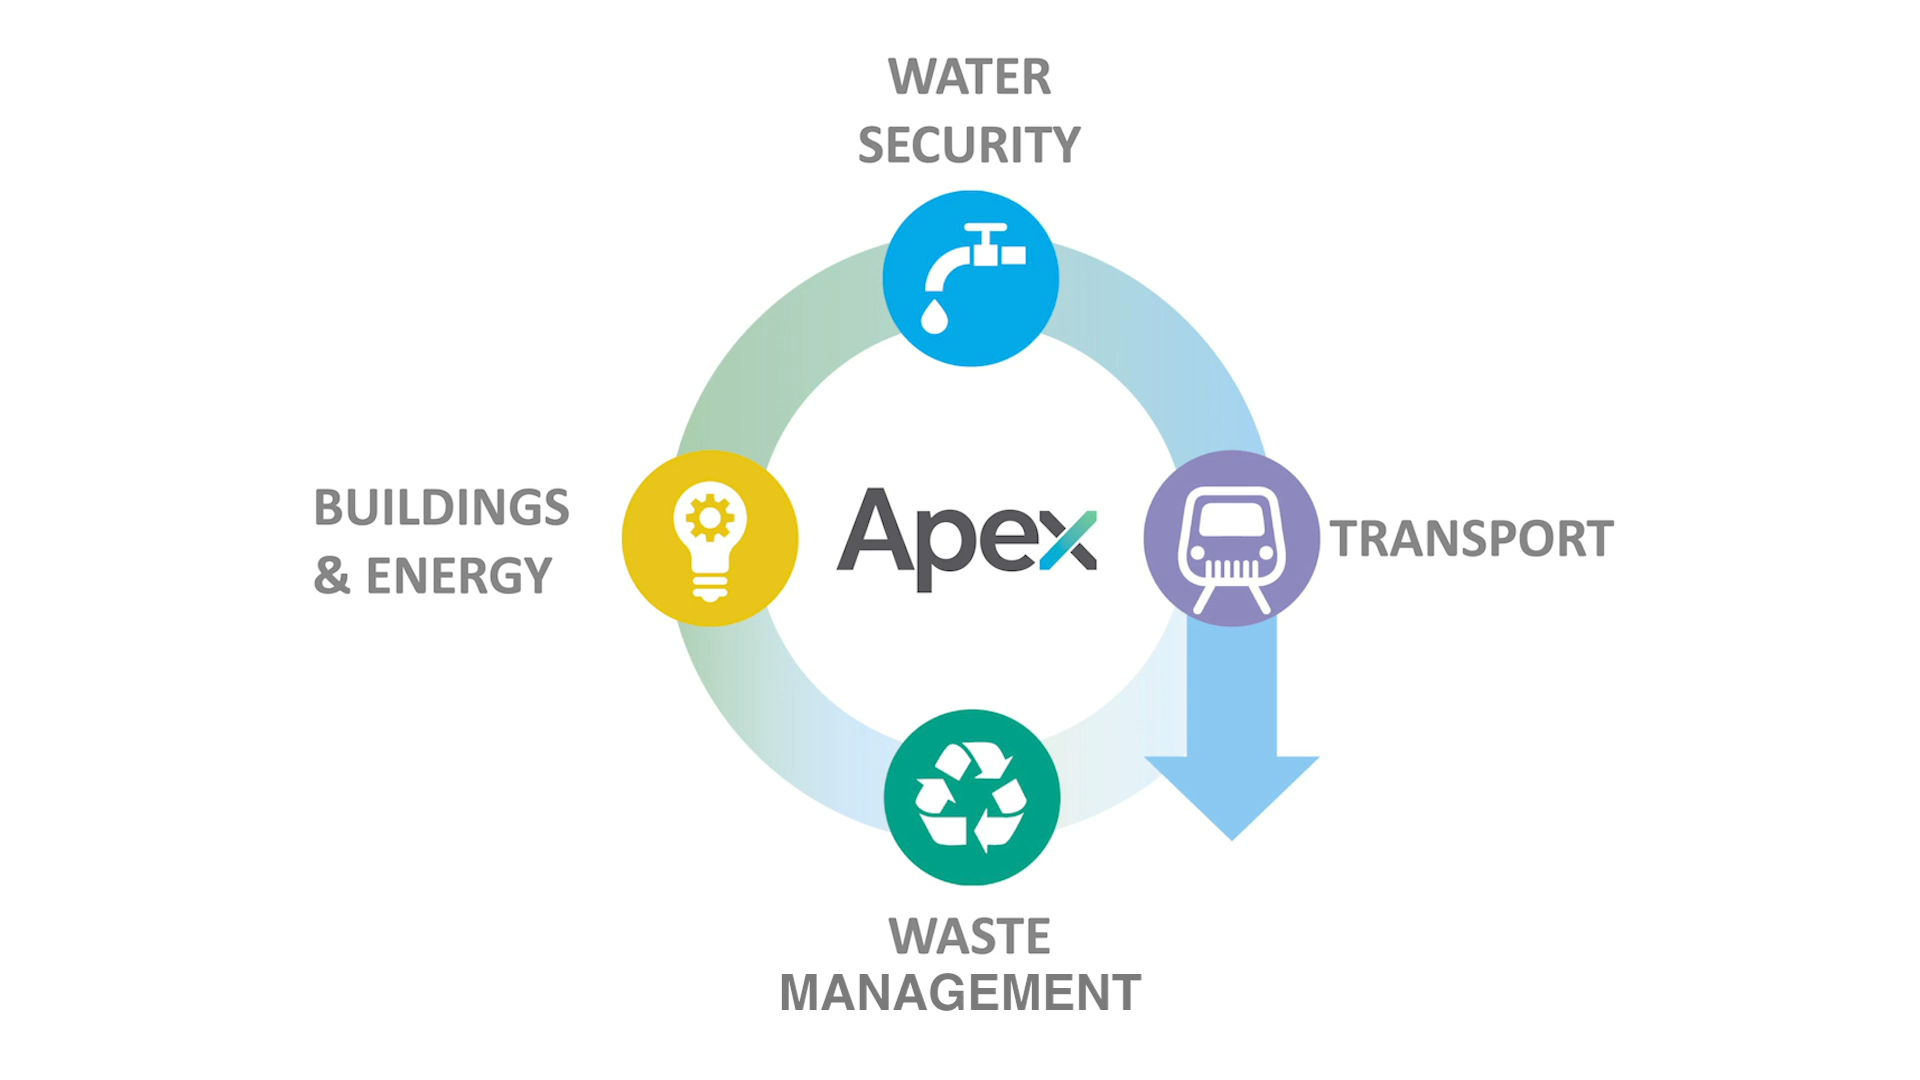 WATER
SECURITY
BUILDINGS
& ENERGY
Apex
TRANSPORT
WASTE
MANAGEMENT